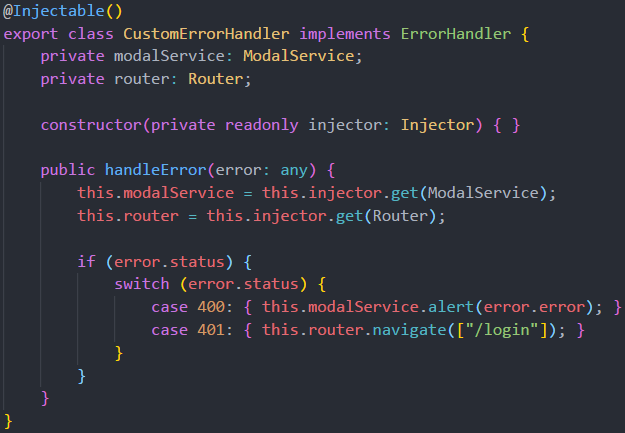 @Injectable()
export class CustomErrorHandler implements ErrorHandler {
    private modalService: ModalService;
    private router: Router;

    constructor(private readonly injector: Injector) { }

    public handleError(error: any) {
        this.modalService = this.injector.get(ModalService);
        this.router = this.injector.get(Router);

        if (error.status) {
            switch (error.status) {
                case 400: { this.modalService.alert(error.error); }
                case 401: { this.router.navigate(["/login"]); }
            }
        }
    }
}